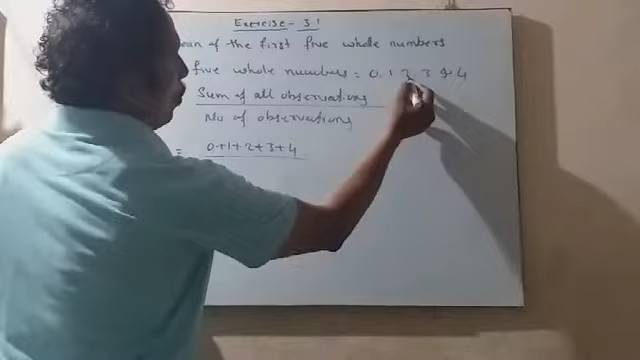 Exercise - 3.1
ean of the first five whole numbers
five whole numbers = 0, 1 2 3 & 4
Sum of all observations
No of observations
= 0+1+2+3+4